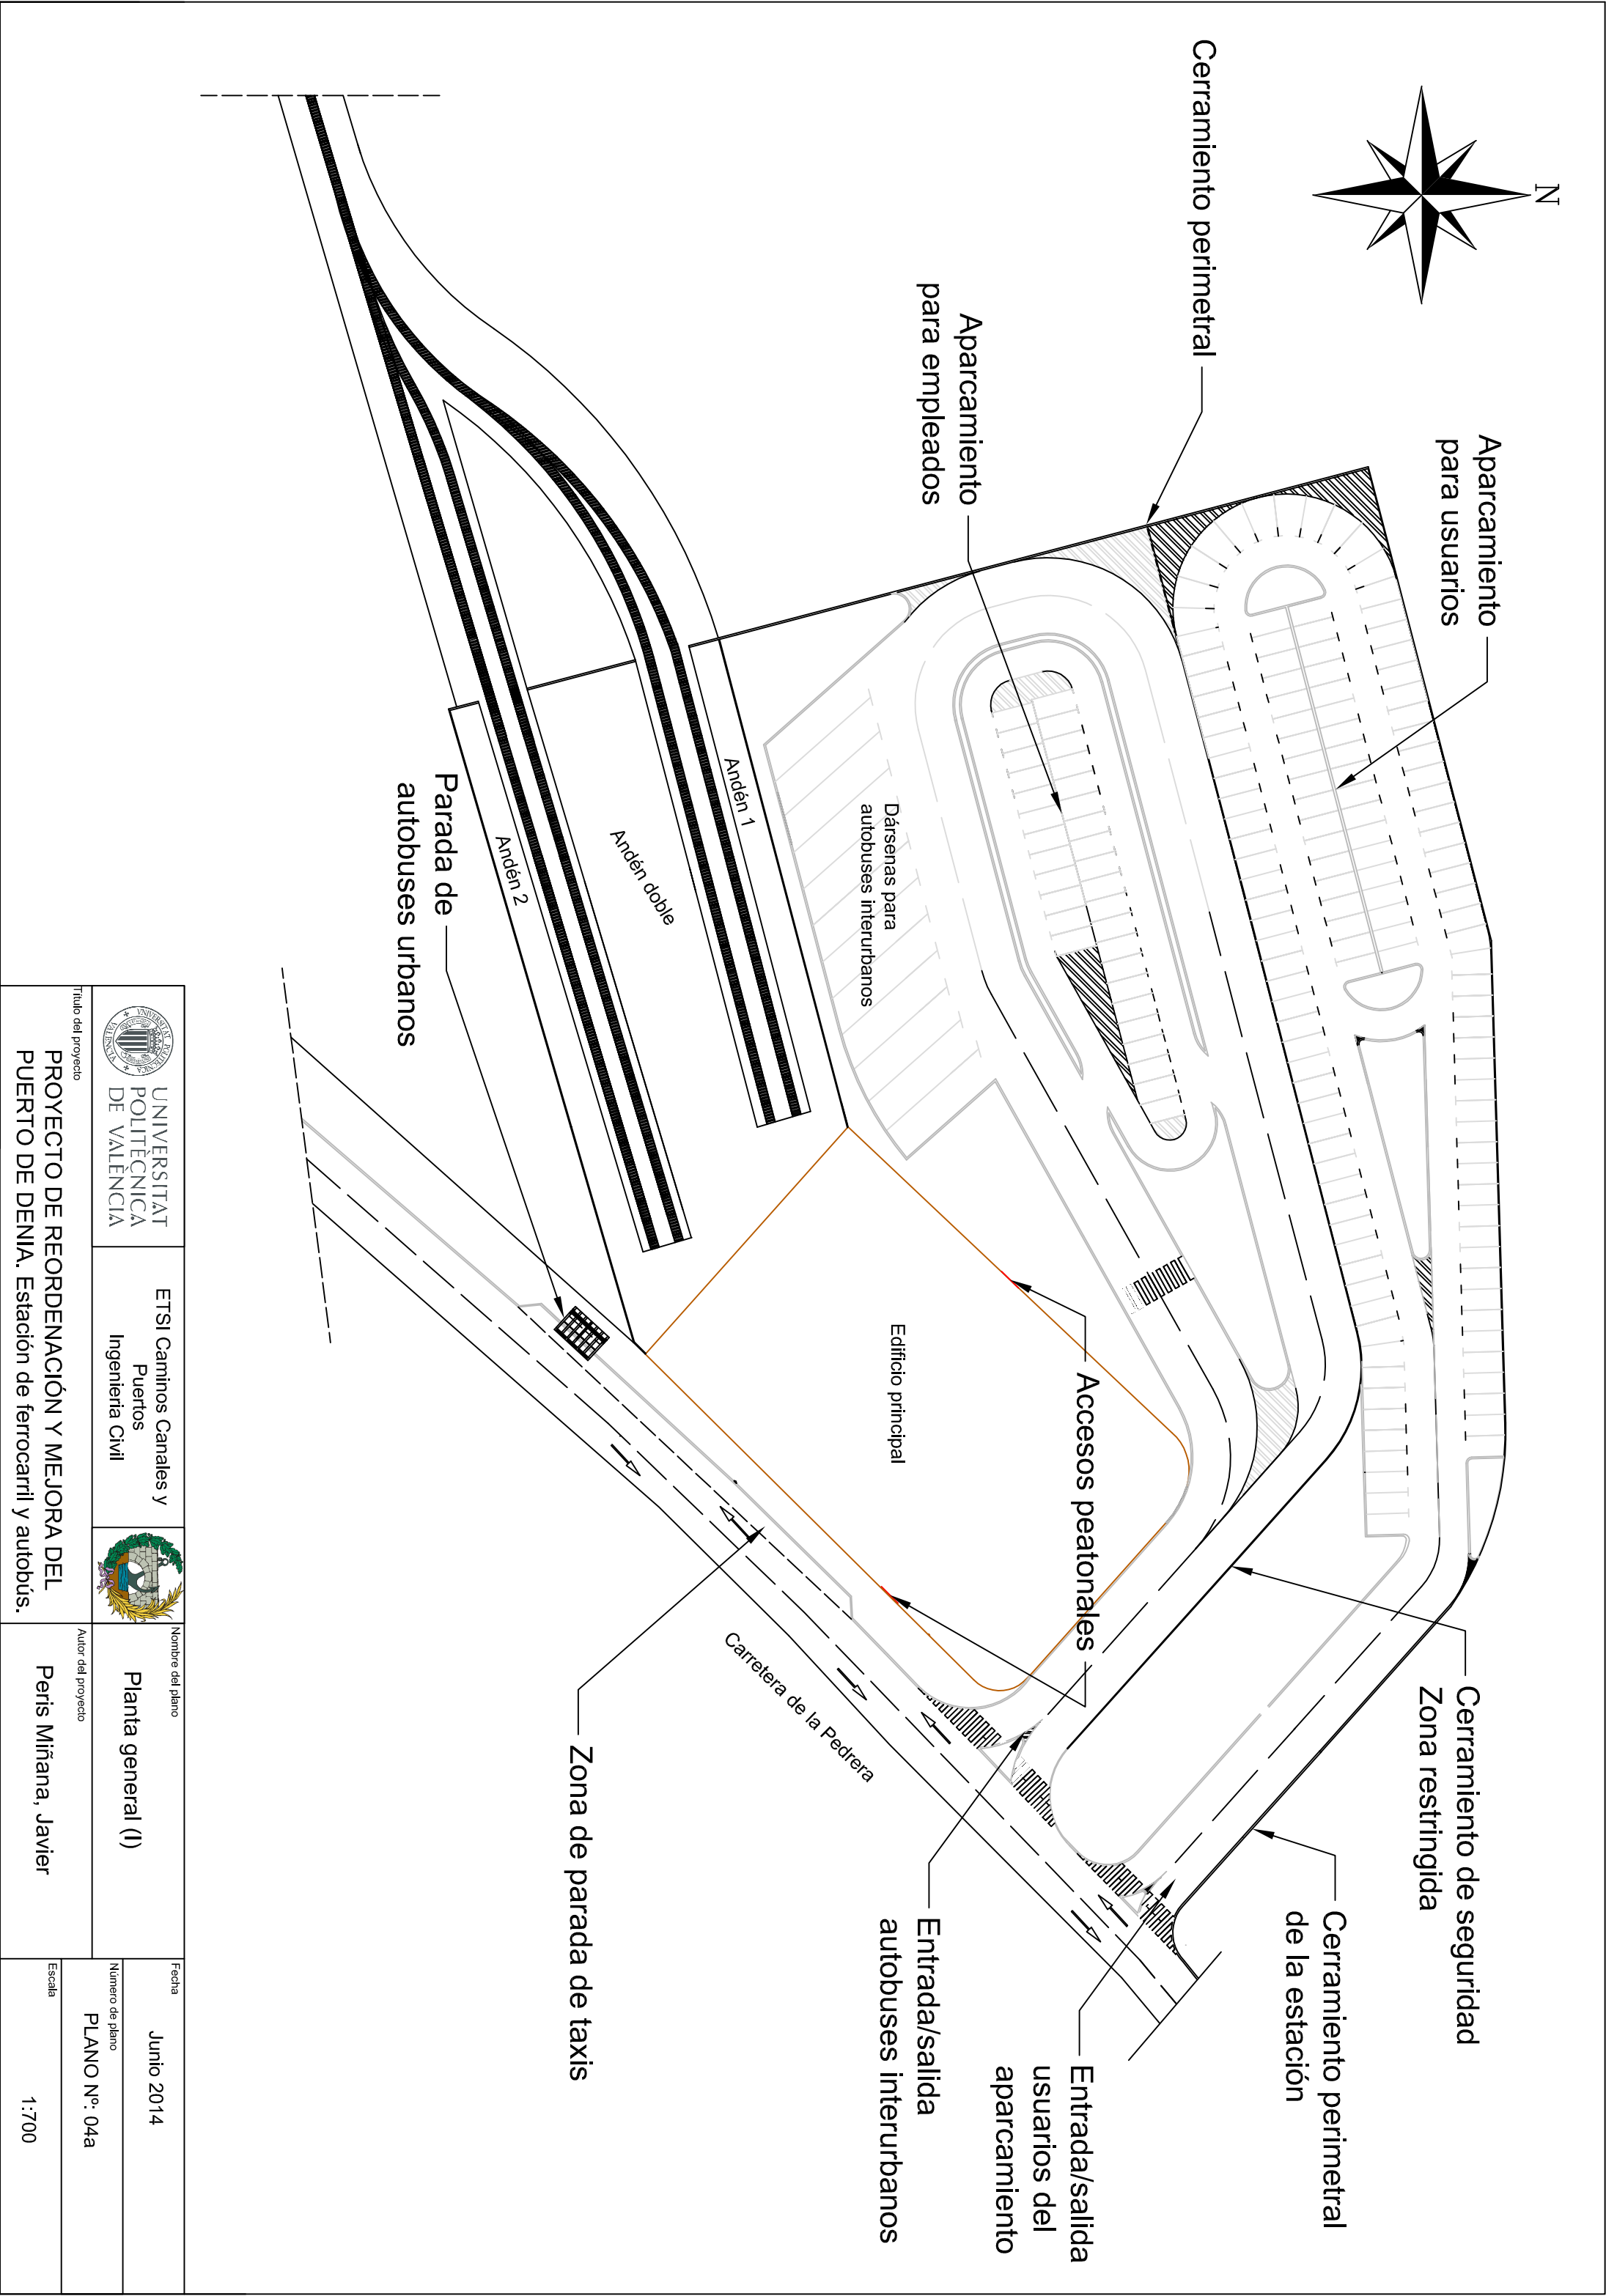 N
Cerramiento perimetral
Aparcamiento
para usuarios
Aparcamiento
para empleados
Cerramiento de seguridad
Zona restringida
Cerramiento perimetral
de la estación
Accesos peatonales
Entrada/salida
usuarios del
aparcamiento
Entrada/salida
autobuses interurbanos
Dársenas para
autobuses interurbanos
Edificio principal
Andén 1
Andén doble
Andén 2
Carretera de la Pedrera
Parada de
autobuses urbanos
Zona de parada de taxis
UNIVERSITAT
POLITÈCNICA
DE VALÈNCIA
VNIVERSITAT POLITECNICA
VALENCIA
ETSI Caminos Canales y
Puertos
Ingenieria Civil
Nombre del plano
Planta general (I)
Fecha
Junio 2014
Número de plano
PLANO Nº: 04a
Título del proyecto
PROYECTO DE REORDENACIÓN Y MEJORA DEL
PUERTO DE DENIA. Estación de ferrocarril y autobús.
Autor del proyecto
Peris Miñana, Javier
Escala
1:700